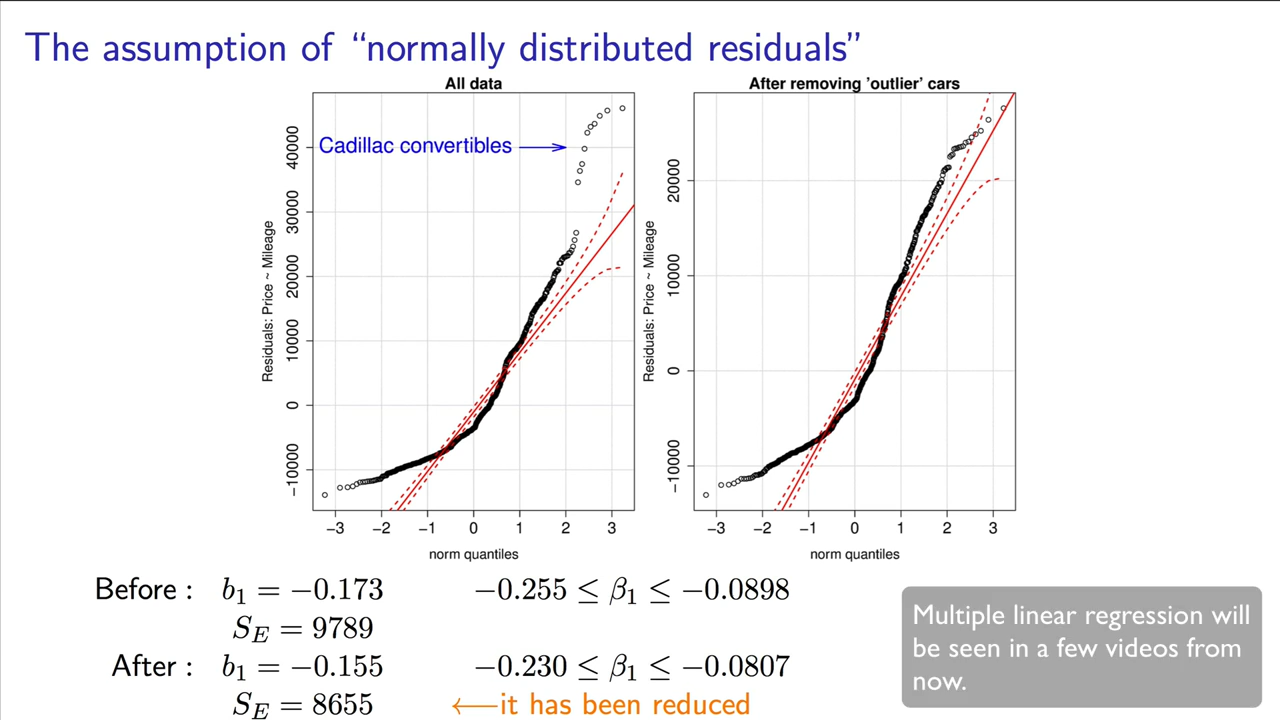 The assumption of “normally distributed residuals”
All data
Cadillac convertibles
Residuals: Price ~ Mileage
−10000 0 10000 20000 30000 40000
−3 −2 −1 0 1 2 3
norm quantiles
After removing 'outlier' cars
Residuals: Price ~ Mileage
−10000 0 10000 20000
−3 −2 −1 0 1 2 3
norm quantiles
Before : b₁ = −0.173 −0.255 ≤ β₁ ≤ −0.0898
S_E = 9789
After : b₁ = −0.155 −0.230 ≤ β₁ ≤ −0.0807
S_E = 8655 ←—it has been reduced
Multiple linear regression will
be seen in a few videos from
now.